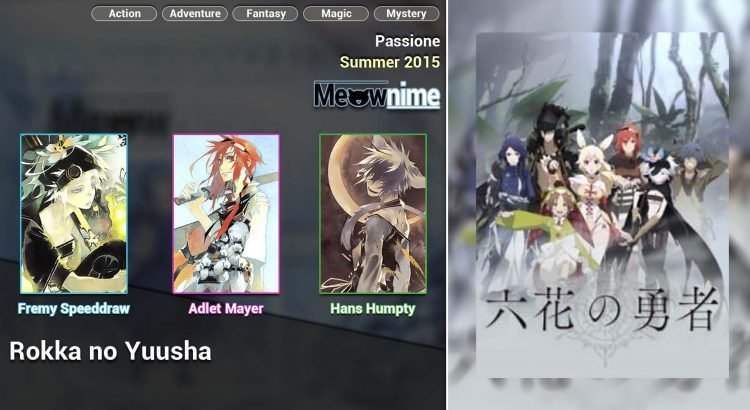 Action
Adventure
Fantasy
Magic
Mystery
Passione
Summer 2015
Meownime
Fremy Speeddraw
Adlet Mayer
Hans Humpty
Rokka no Yuusha
六花の勇者